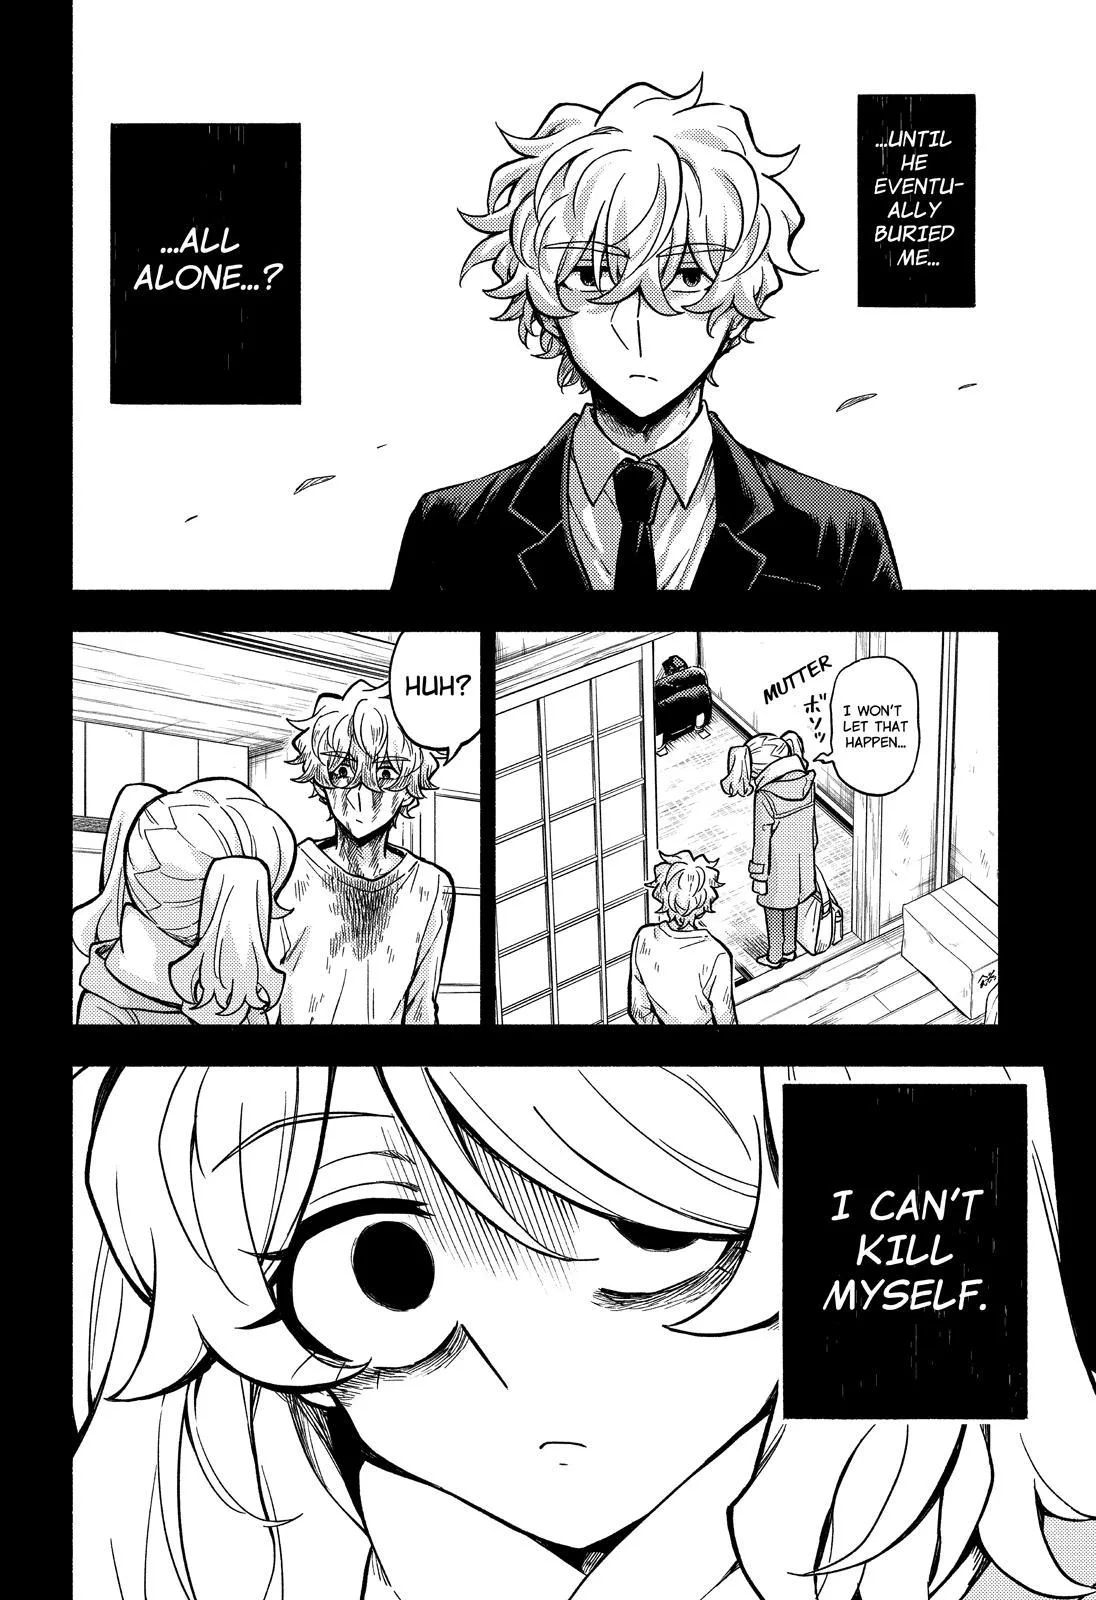 ...UNTIL
HE
EVENTU-
ALLY
BURIED
ME...
...ALL
ALONE...?
MUTTER
ボソッ
I WON'T
LET THAT
HAPPEN...
HUH?
I CAN'T
KILL
MYSELF.